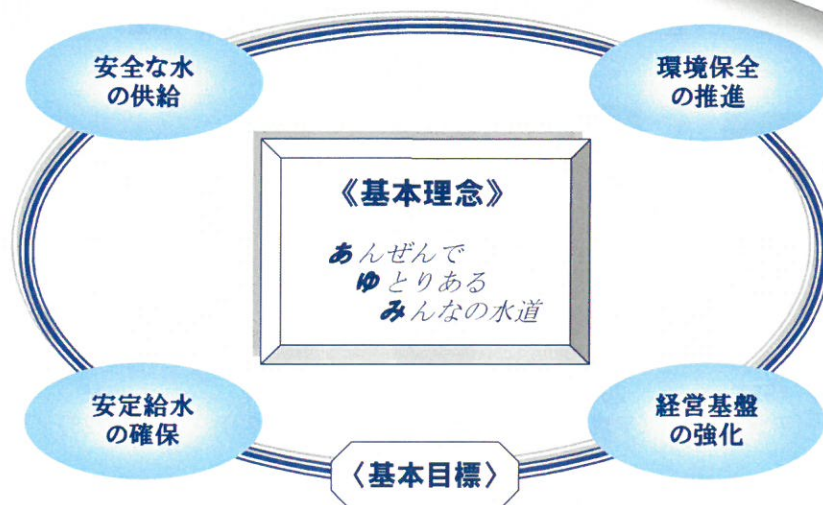 安全な水
の供給
環境保全
の推進
《基本理念》
あんぜんで
ゆとりある
みんなの水道
安定給水
の確保
経営基盤
の強化
〈基本目標〉